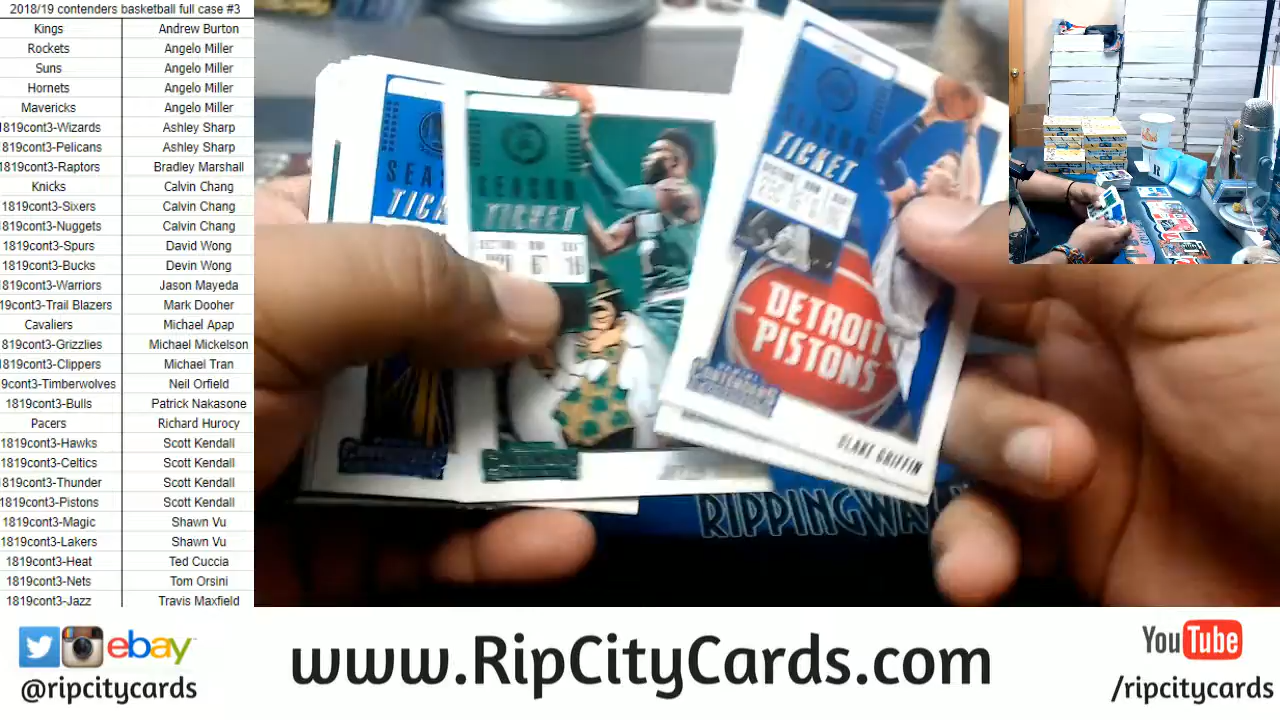 2018/19 contenders basketball full case #3
Kings Andrew Burton
Rockets Angelo Miller
Suns Angelo Miller
Hornets Angelo Miller
Mavericks Angelo Miller
1819cont3-Wizards Ashley Sharp
1819cont3-Pelicans Ashley Sharp
1819cont3-Raptors Bradley Marshall
Knicks Calvin Chang
1819cont3-Sixers Calvin Chang
1819cont3-Nuggets Calvin Chang
1819cont3-Spurs David Wong
1819cont3-Bucks Devin Wong
1819cont3-Warriors Jason Mayeda
19cont3-Trail Blazers Mark Dooher
Cavaliers Michael Apap
819cont3-Grizzlies Michael Mickelson
1819cont3-Clippers Michael Tran
9cont3-Timberwolves Neil Orfield
1819cont3-Bulls Patrick Nakasone
Pacers Richard Hurocy
1819cont3-Hawks Scott Kendall
1819cont3-Celtics Scott Kendall
1819cont3-Thunder Scott Kendall
1819cont3-Pistons Scott Kendall
1819cont3-Magic Shawn Vu
1819cont3-Lakers Shawn Vu
1819cont3-Heat Ted Cuccia
1819cont3-Nets Tom Orsini
1819cont3-Jazz Travis Maxfield
SEASON
TICKET
DETROIT
PISTONS
CONTENDERS
BLAKE GRIFFIN
SEASON
TICKET
SEA
TICK
RIPPINGWA
ebay
@ripcitycards
www.RipCityCards.com
YouTube
/ripcitycards